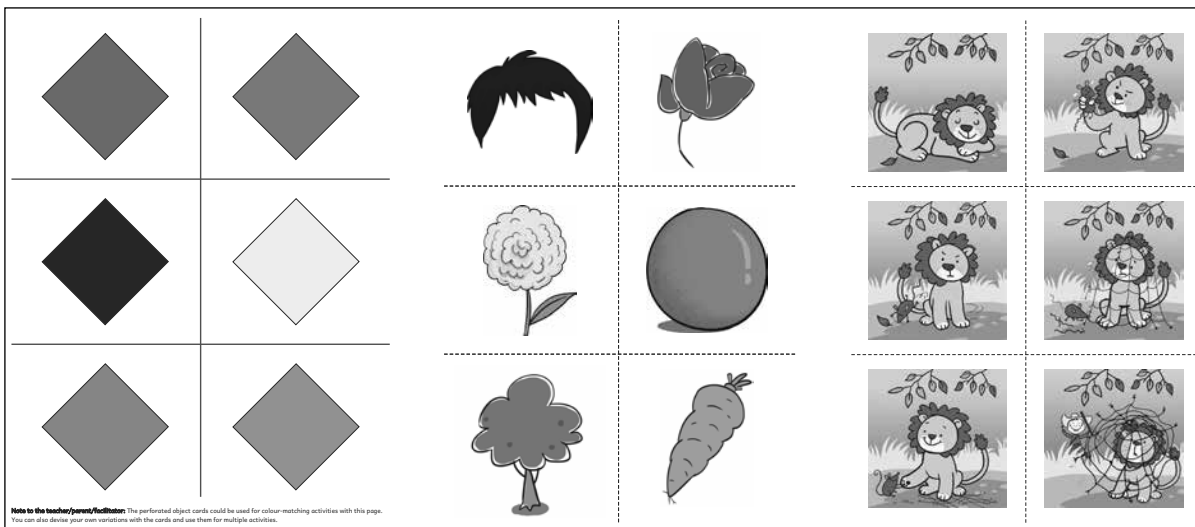 Note to the teacher/parent/facilitator: The perforated object cards could be used for colour-matching activities with this page.
You can also devise your own variations with the cards and use them for multiple activities.